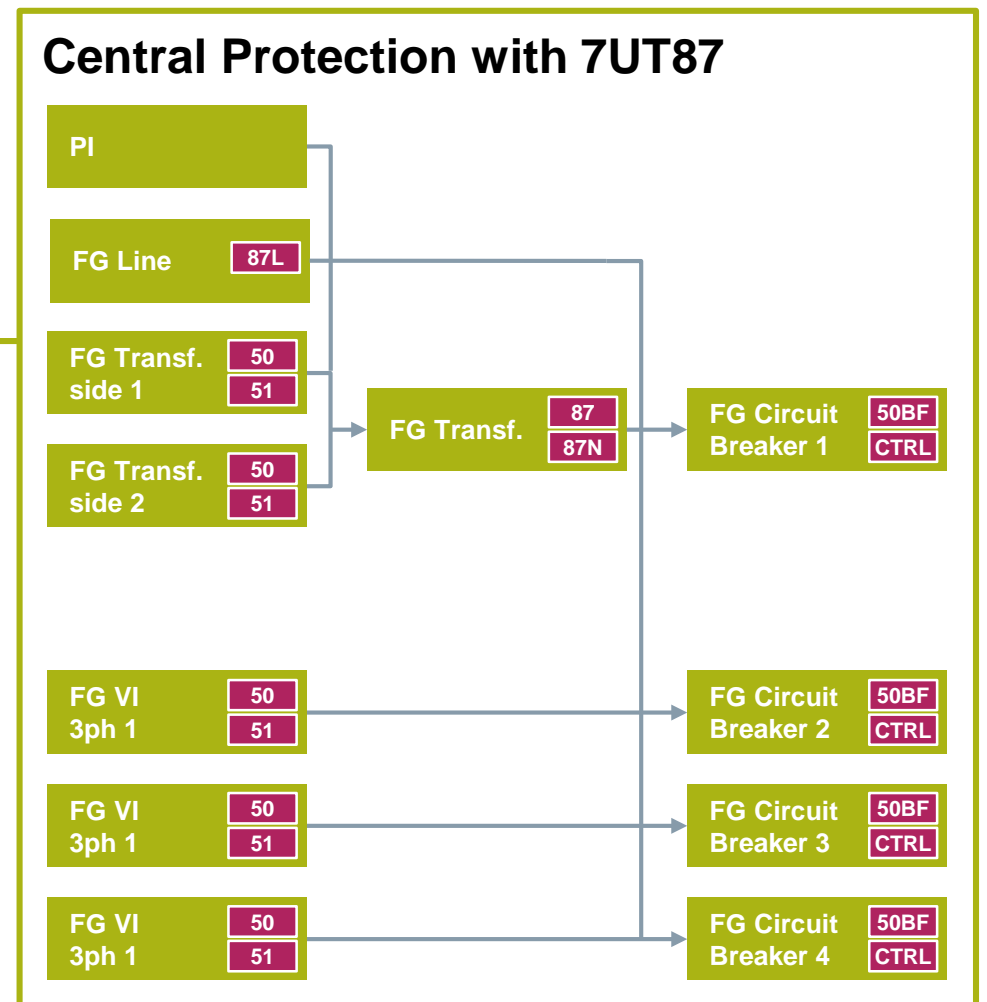 Central Protection with 7UT87
PI
FG Line
87L
FG Transf.
side 1
50
51
FG Transf.
side 2
50
51
FG Transf.
87
87N
FG Circuit
Breaker 1
50BF
CTRL
FG VI
3ph 1
50
51
FG Circuit
Breaker 2
50BF
CTRL
FG VI
3ph 1
50
51
FG Circuit
Breaker 3
50BF
CTRL
FG VI
3ph 1
50
51
FG Circuit
Breaker 4
50BF
CTRL